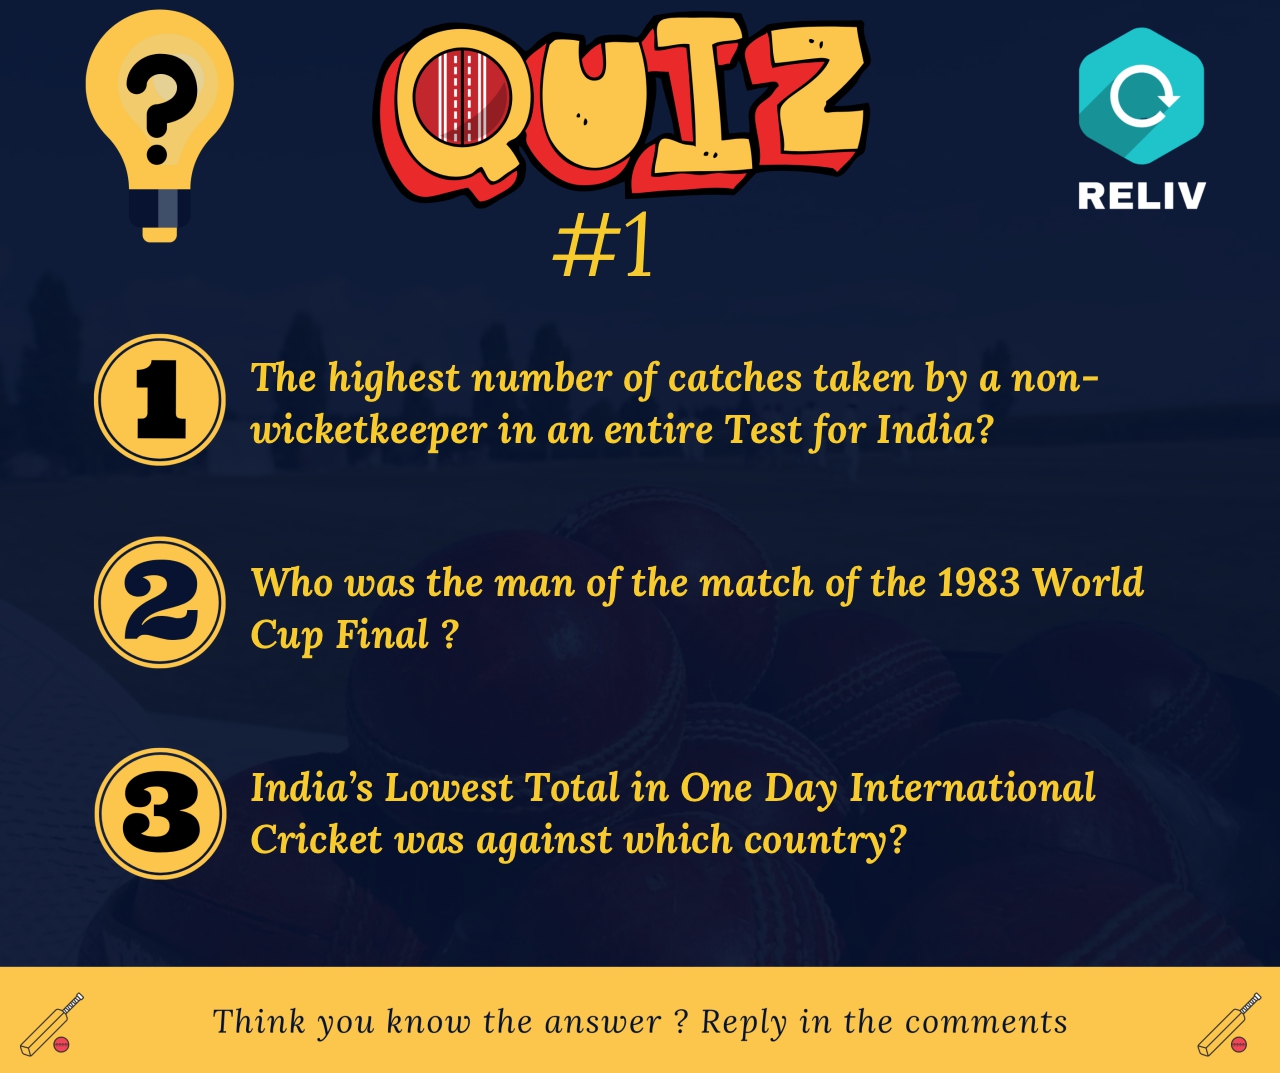 ?
QUIZ
RELIV
#1
1
The highest number of catches taken by a non-
wicketkeeper in an entire Test for India?
2
Who was the man of the match of the 1983 World
Cup Final ?
3
India’s Lowest Total in One Day International
Cricket was against which country?
Think you know the answer ? Reply in the comments